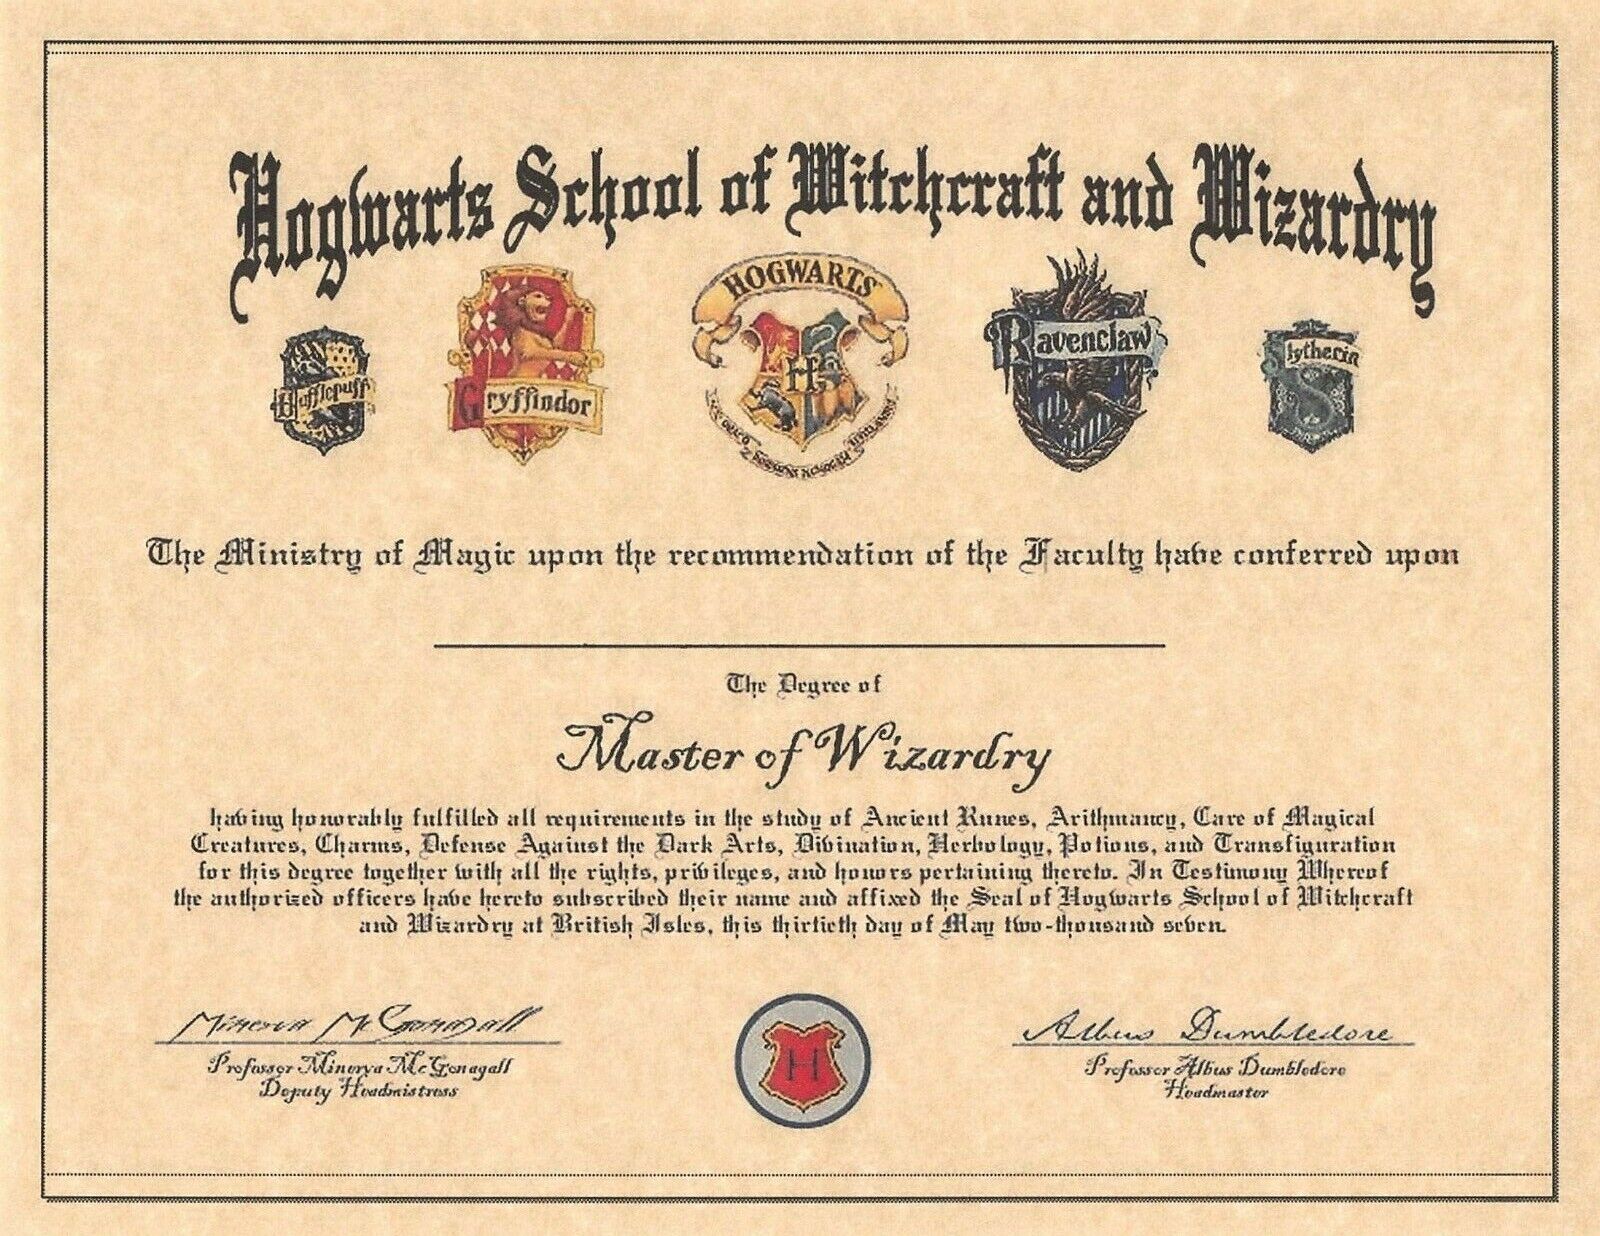 Hogwarts School of Witchcraft and Wizardry
Hufflepuff
Gryffindor
HOGWARTS
H
Ravenclaw
Slytherin
The Ministry of Magic upon the recommendation of the Faculty have conferred upon
The Degree of
Master of Wizardry
having honorably fulfilled all requirements in the study of Ancient Runes, Arithmancy, Care of Magical
Creatures, Charms, Defense Against the Dark Arts, Divination, Herbology, Potions, and Transfiguration
for this degree together with all the rights, privileges, and honors pertaining thereto. In Testimony Whereof
the authorized officers have hereto subscribed their name and affixed the Seal of Hogwarts School of Witchcraft
and Wizardry at British Isles, this thirtieth day of May two-thousand seven.
Minerva McGonagall
Albus Dumbledore
Professor Minerva McGonagall
Deputy Headmistress
H
Professor Albus Dumbledore
Headmaster